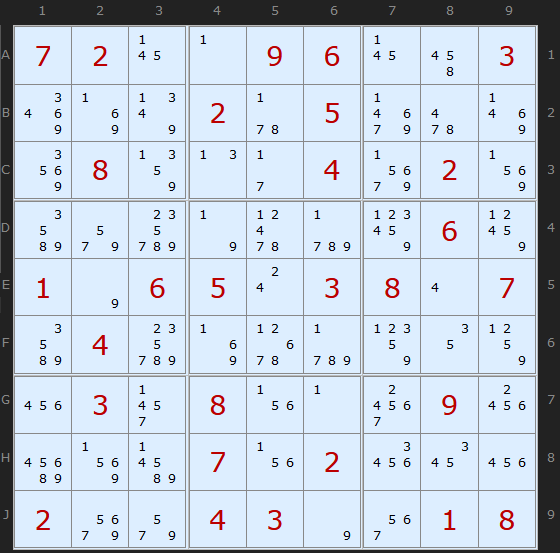 1 2 3 4 5 6 7 8 9
1 1 1
A 7 2 4 5 9 6 4 5 4 5 3 1
8
3 1 1 3 1 1 1
B 4 6 6 4 2 5 4 6 4 4 6 2
9 9 9 7 8 7 9 7 8 9
3 1 3 1 3 1 1 1
C 5 6 8 5 4 5 6 2 5 6 3
9 9 7 7 9 9
3 2 3 1 1 2 1 1 2 3 1 2
D 5 5 5 4 4 5 6 4 5 4
8 9 7 9 7 8 9 9 7 8 7 8 9 9 9
2
E 1 6 5 4 3 8 4 7 5
9
3 2 3 1 1 2 1 1 2 3 3 1 2
F 5 4 5 6 6 5 5 5 6
8 9 7 8 9 9 7 8 7 8 9 9 9
1 1 1 2 2
G 4 5 6 3 4 5 8 5 6 4 5 6 9 4 5 6 7
7 7
1 1 1 3 3
H 4 5 6 5 6 4 5 7 5 6 2 4 5 6 4 5 4 5 6 8
8 9 9 8 9
J 2 5 6 5 4 3 5 6 1 8 9
7 9 7 9 9 7